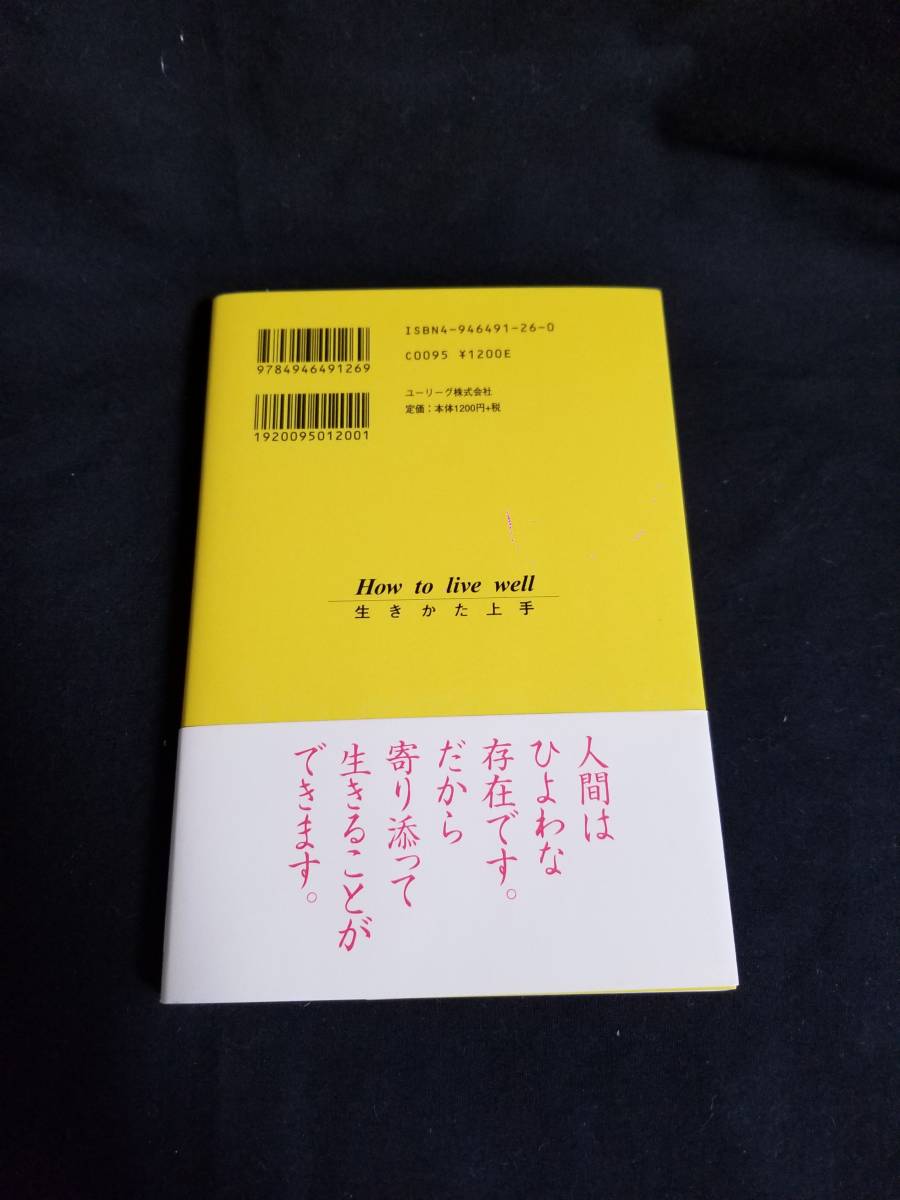 ISBN4-946491-26-0
C0095 ¥1200E
9784946491269
ユーリーグ株式会社
定価：本体1200円+税
1920095012001
How to live well
生きかた上手
人間は
ひよわな
存在です。
だから
寄り添って
生きることが
できます。